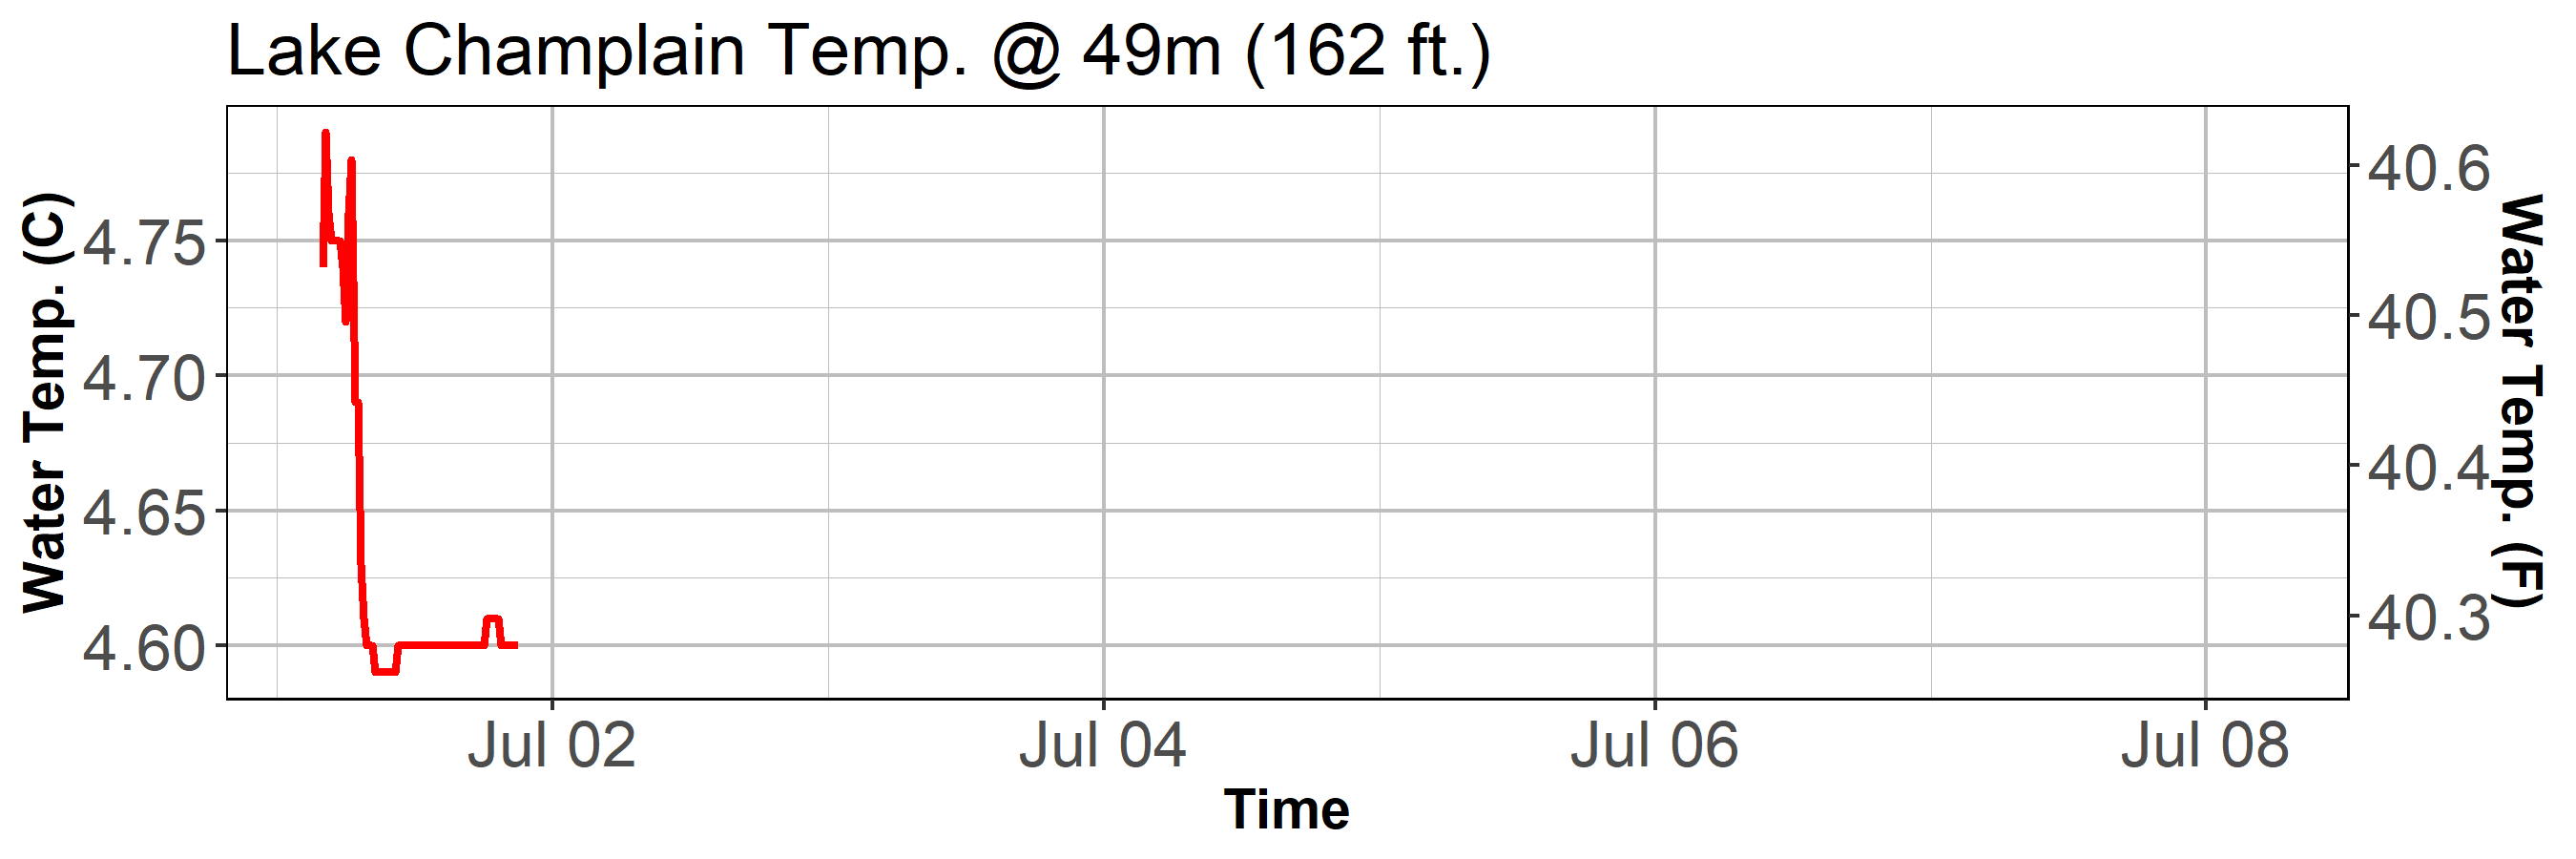 Lake Champlain Temp. @ 49m (162 ft.)
Water Temp. (C)
4.75
4.70
4.65
4.60
40.6
40.5
40.4
40.3
Water Temp. (F)
Jul 02 Jul 04 Jul 06 Jul 08
Time